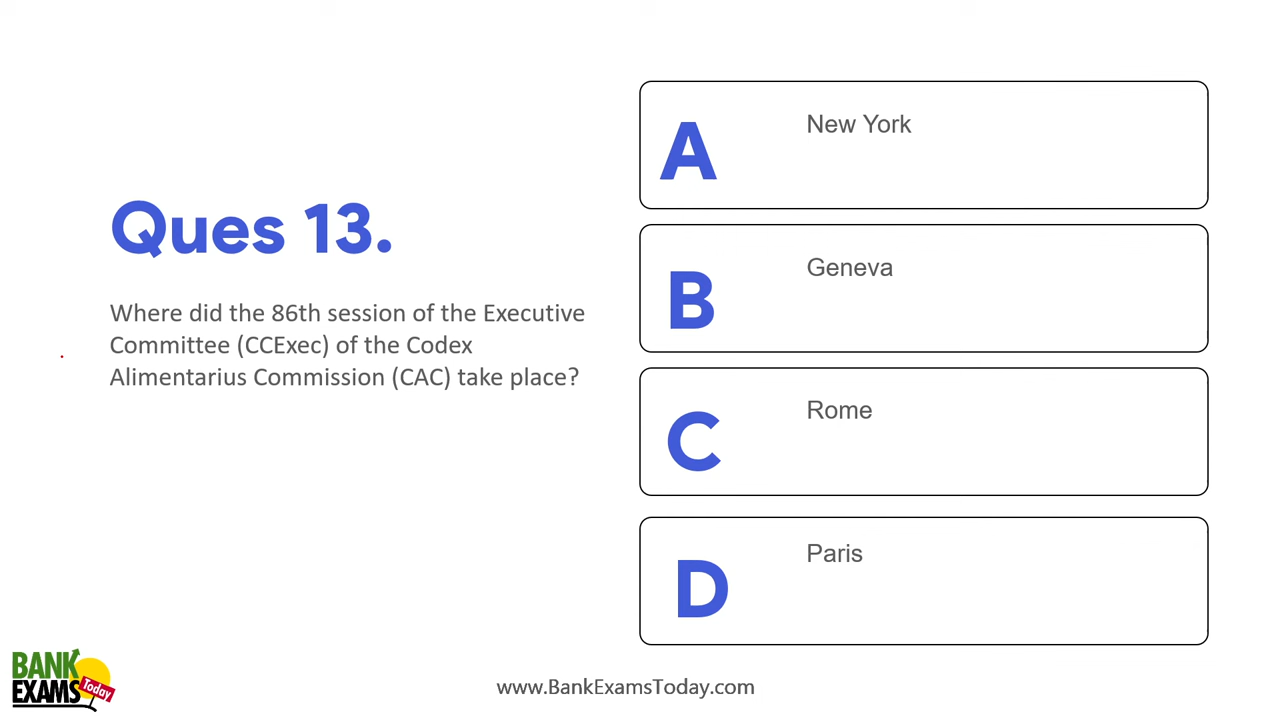 Ques 13.
Where did the 86th session of the Executive
Committee (CCExec) of the Codex
Alimentarius Commission (CAC) take place?
A
New York
B
Geneva
C
Rome
D
Paris
BANK
EXAMS
Today
www.BankExamsToday.com